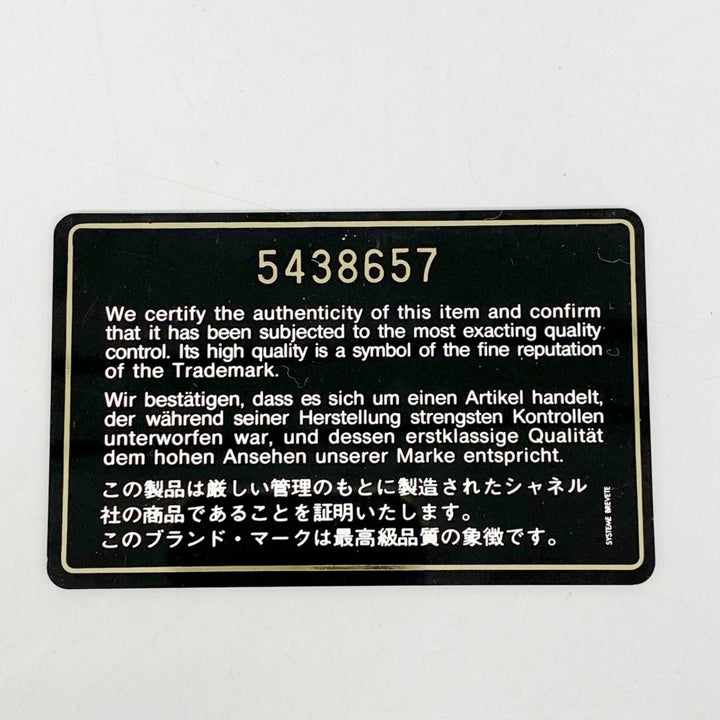 5438657
We certify the authenticity of this item and confirm
that it has been subjected to the most exacting quality
control. Its high quality is a symbol of the fine reputation
of the Trademark.
Wir bestätigen, dass es sich um einen Artikel handelt,
der während seiner Herstellung strengsten Kontrollen
unterworfen war, und dessen erstklassige Qualität
dem hohen Ansehen unserer Marke entspricht.
この製品は厳しい管理のもとに製造されたシャネル
社の商品であることを証明いたします。
このブランド・マークは最高級品質の象徴です。
SYSTEME BREVETE